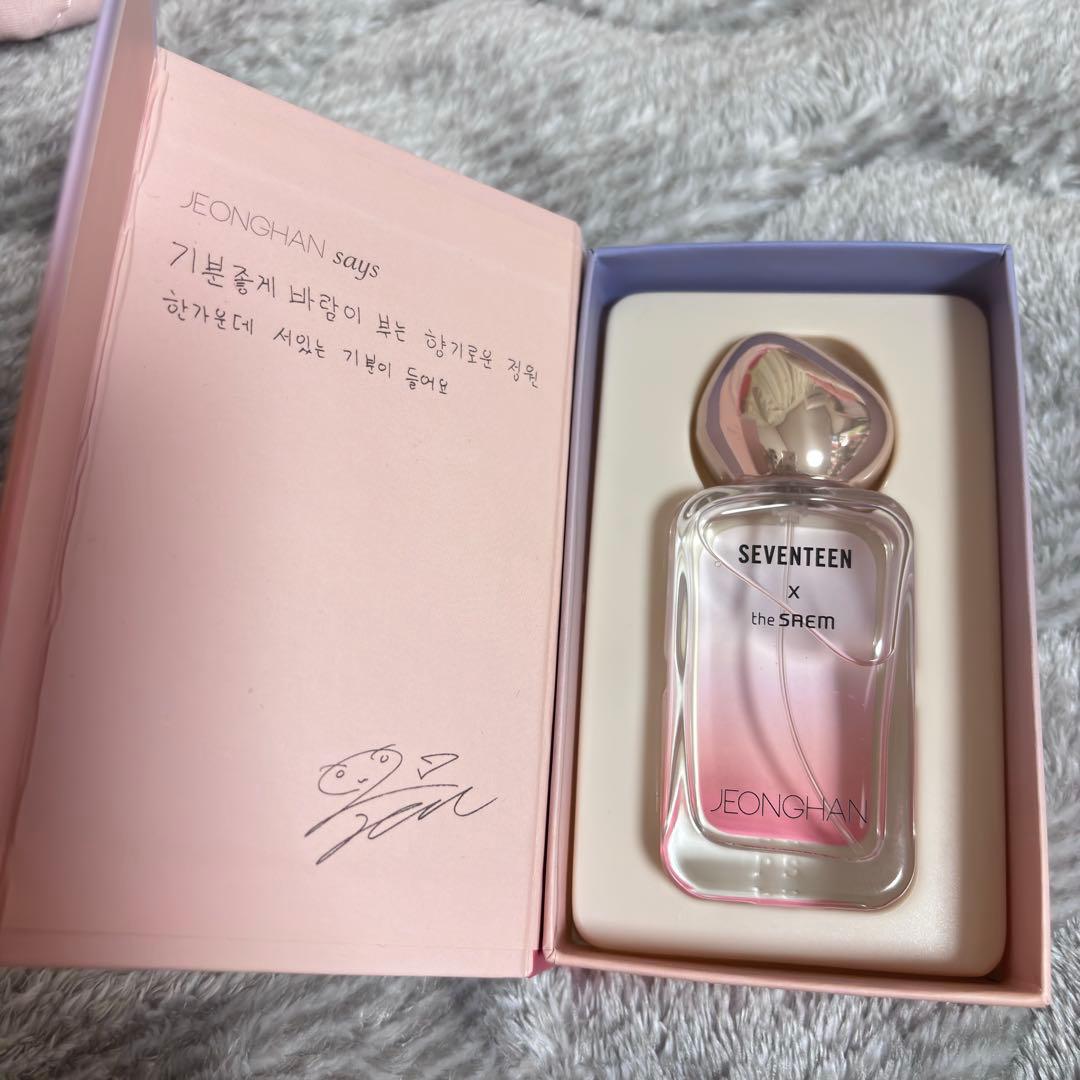 JEONGHAN says
기분좋게 바람이 부는 향기로운 정원
한가운데 서있는 기분이 들어요
SEVENTEEN
x
the SAEM
JEONGHAN